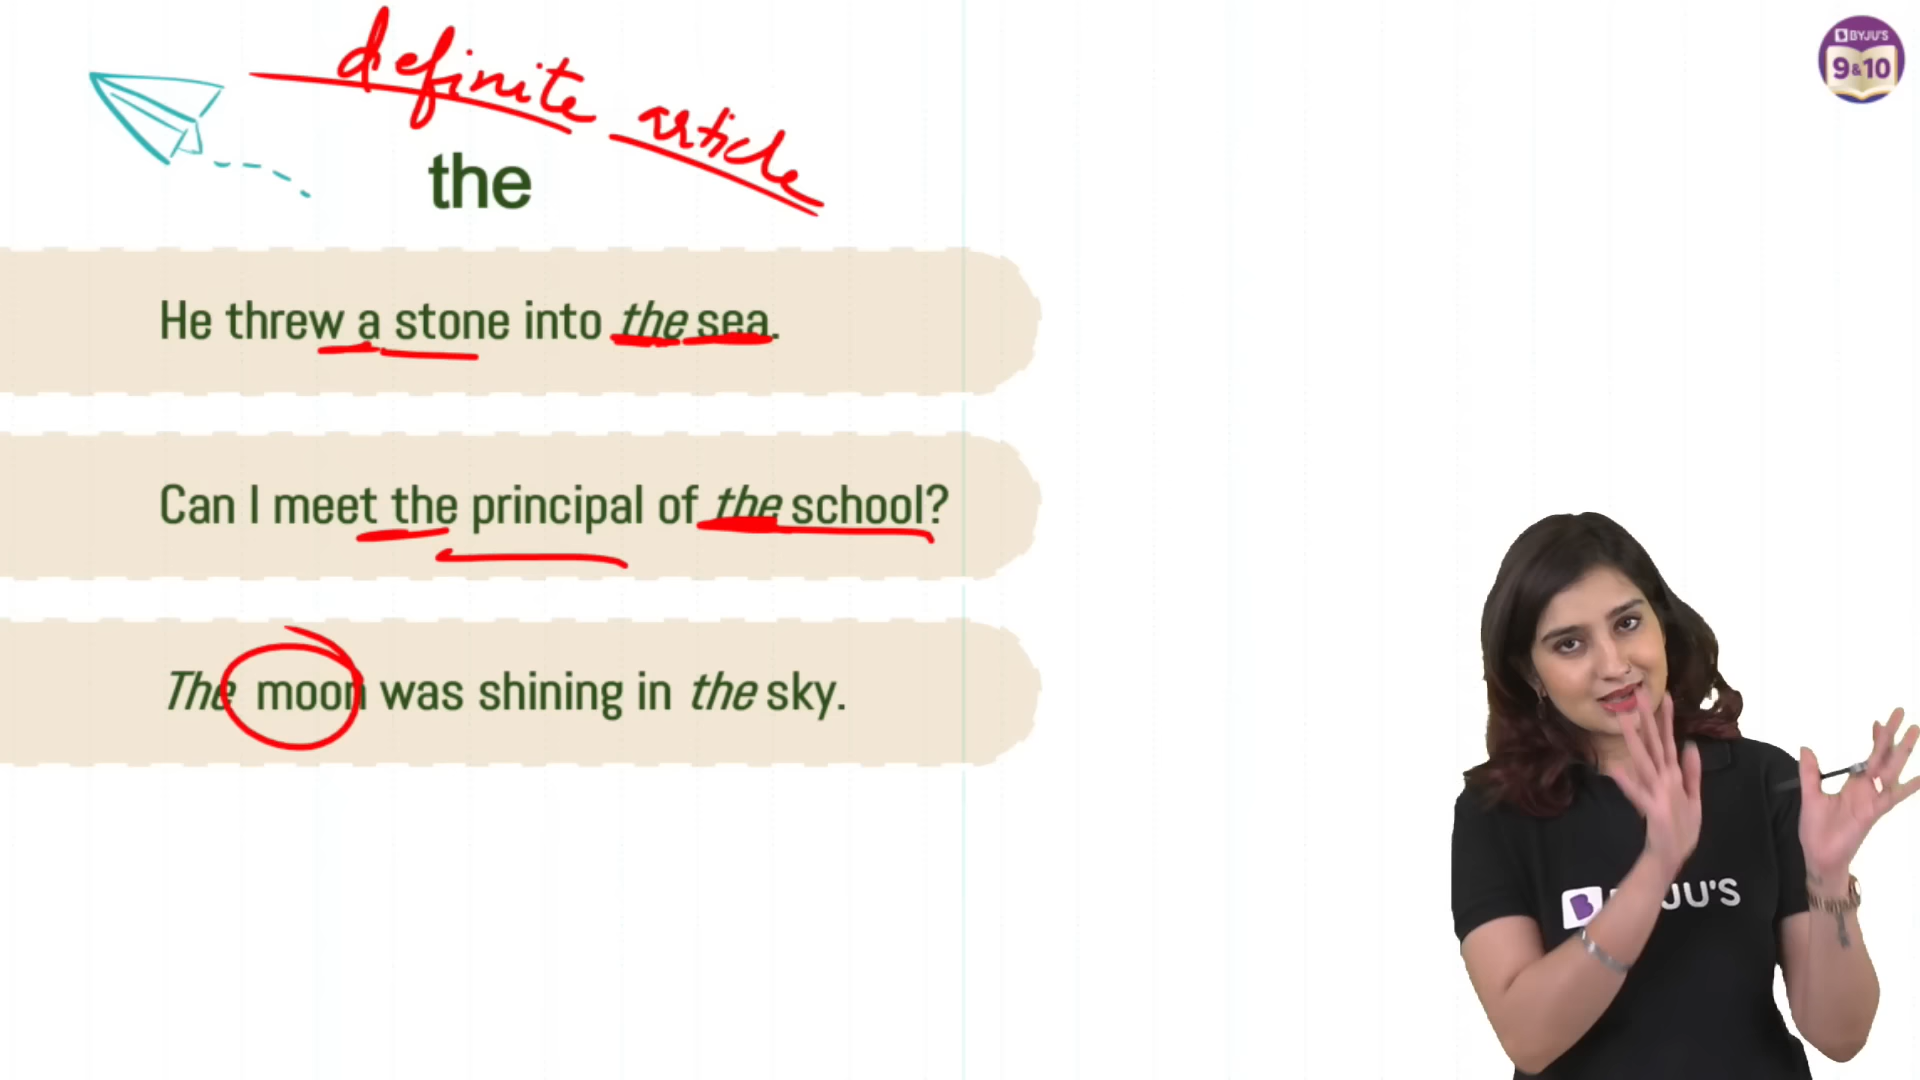 definite article
the
BYJU'S
9&10
He threw a stone into the sea.
Can I meet the principal of the school?
The moon was shining in the sky.
B UU'S